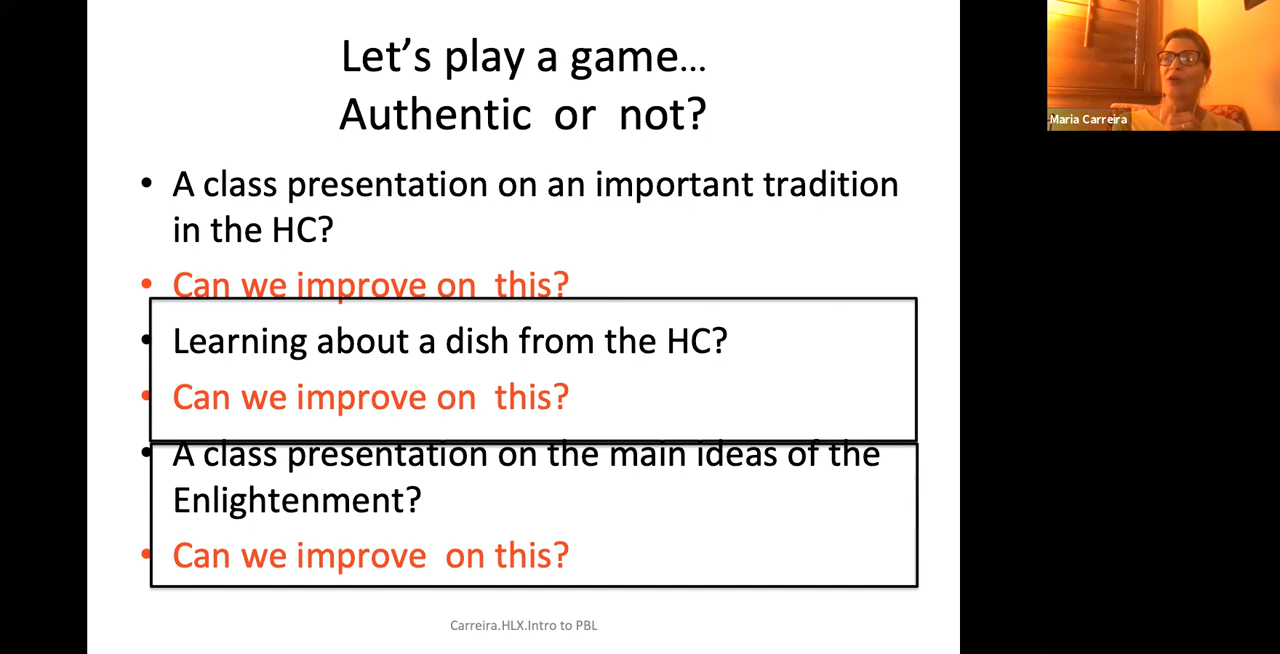 Let's play a game...
Authentic or not?
• A class presentation on an important tradition
in the HC?
• Can we improve on this?
• Learning about a dish from the HC?
• Can we improve on this?
• A class presentation on the main ideas of the
Enlightenment?
• Can we improve on this?
Carreira.HLX.Intro to PBL
Maria Carreira